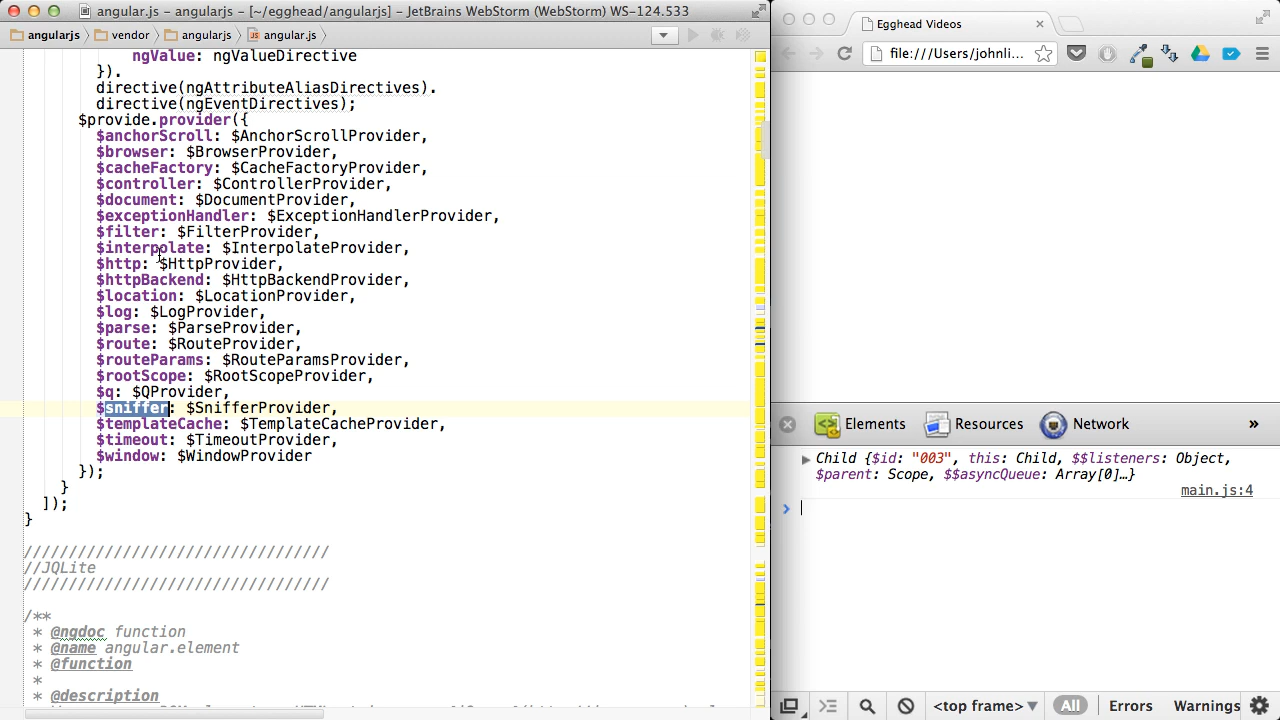 angular.js – angularjs – [~/egghead/angularjs] – JetBrains WebStorm (WebStorm) WS-124.533
angularjs
vendor
angularjs
angular.js
ngValue: ngValueDirective
}).
directive(ngAttributeAliasDirectives).
directive(ngEventDirectives);
$provide.provider({
$anchorScroll: $AnchorScrollProvider,
$browser: $BrowserProvider,
$cacheFactory: $CacheFactoryProvider,
$controller: $ControllerProvider,
$document: $DocumentProvider,
$exceptionHandler: $ExceptionHandlerProvider,
$filter: $FilterProvider,
$interpolate: $InterpolateProvider,
$http: $HttpProvider,
$httpBackend: $HttpBackendProvider,
$location: $LocationProvider,
$log: $LogProvider,
$parse: $ParseProvider,
$route: $RouteProvider,
$routeParams: $RouteParamsProvider,
$rootScope: $RootScopeProvider,
$q: $QProvider,
$sniffer: $SnifferProvider,
$templateCache: $TemplateCacheProvider,
$timeout: $TimeoutProvider,
$window: $WindowProvider
});
}
]);
}
//////////////////////////////////
//JQLite
//////////////////////////////////
/**
* @ngdoc function
* @name angular.element
* @function
*
* @description
Egghead Videos
file:///Users/johnli
Elements
Resources
Network
»
Child {$id: "003", this: Child, $$listeners: Object,
$parent: Scope, $$asyncQueue: Array[0]…}
main.js:4
<top frame>
All
Errors
Warnings